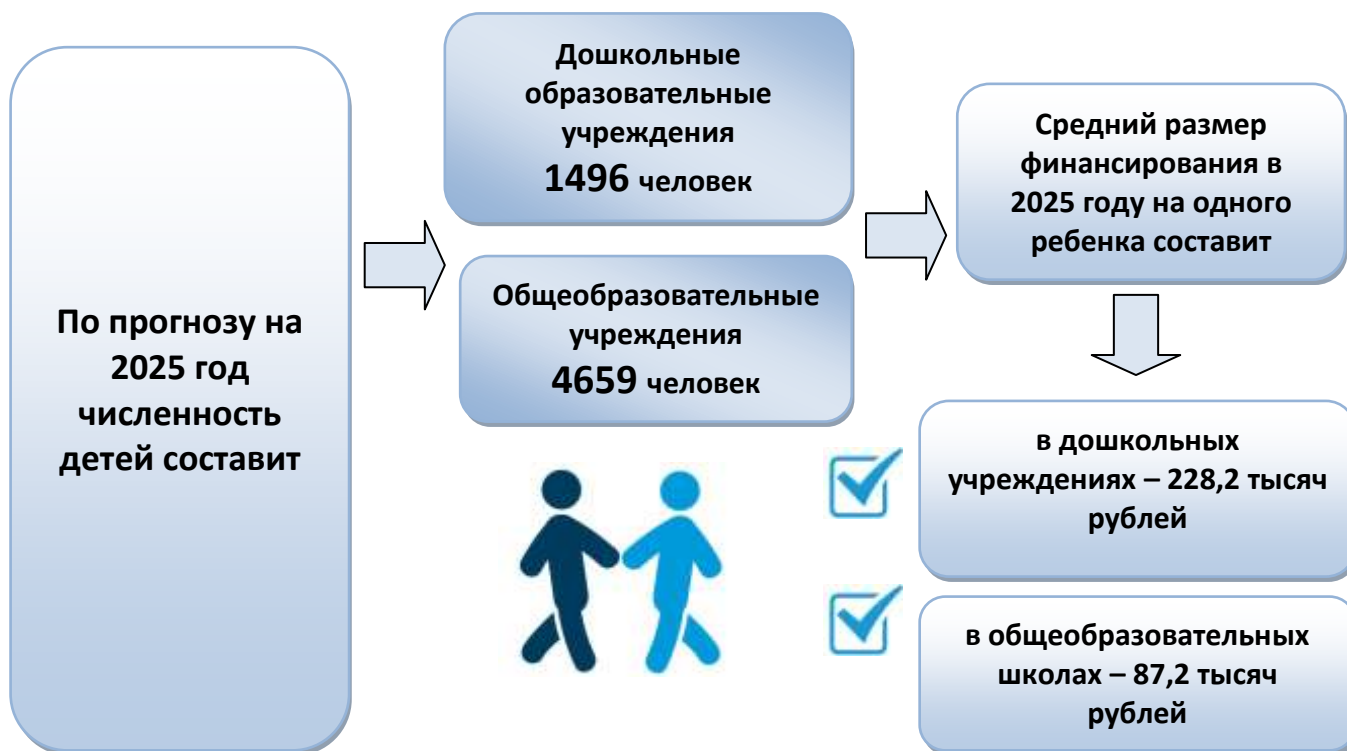 По прогнозу на
2025 год
численность
детей составит
Дошкольные
образовательные
учреждения
1496 человек
Общеобразовательные
учреждения
4659 человек
Средний размер
финансирования в
2025 году на одного
ребенка составит
в дошкольных
учреждениях – 228,2 тысяч
рублей
в общеобразовательных
школах – 87,2 тысяч
рублей